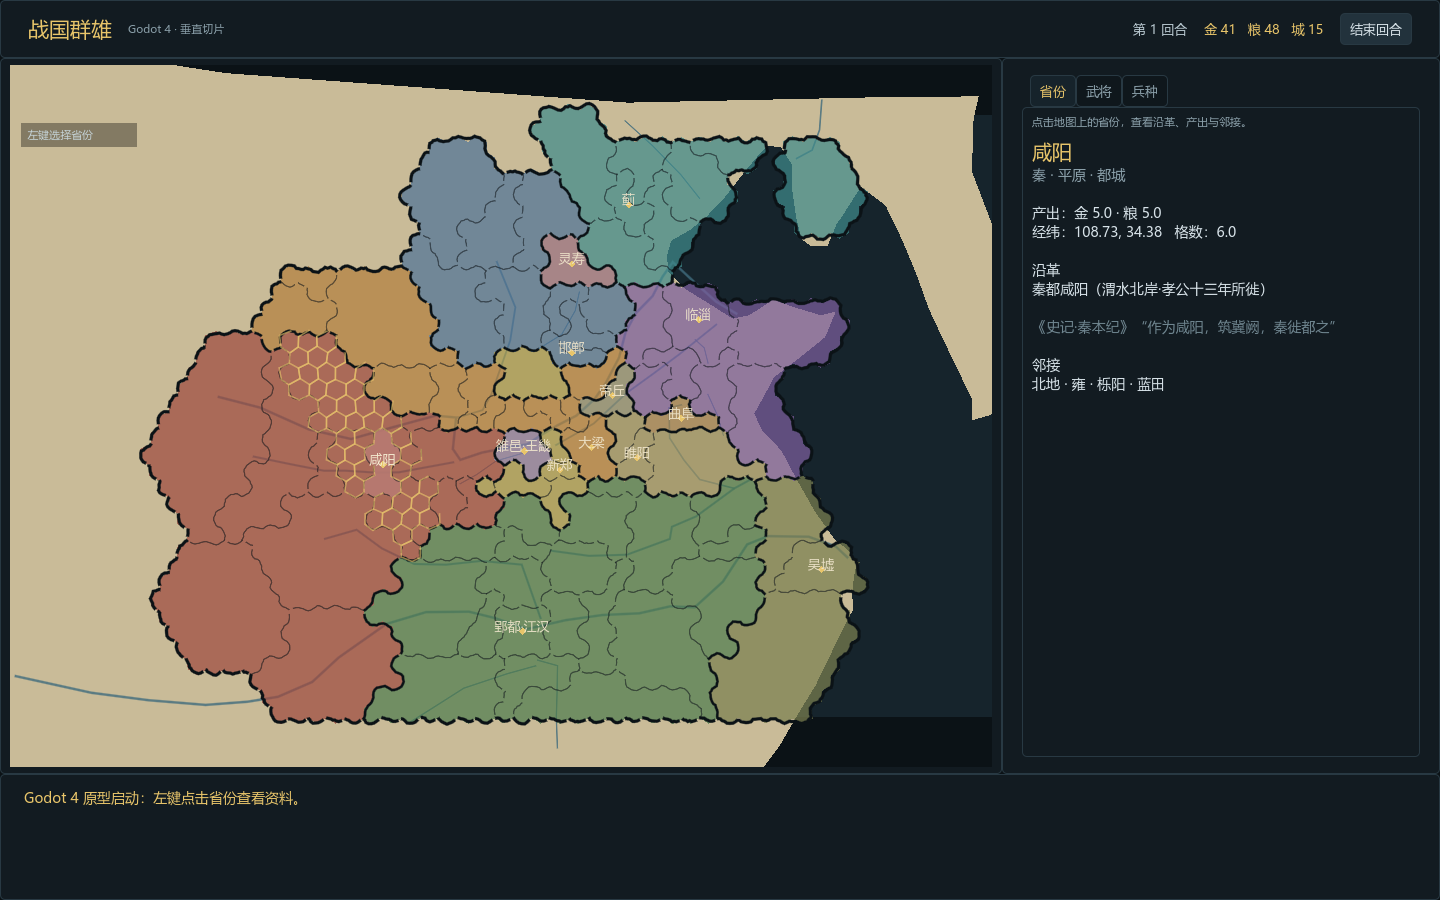 战国群雄
Godot 4 · 垂直切片
第 1 回合 金 41 粮 48 城 15
结束回合
左键选择省份
蓟
灵寿
临淄
邯郸
帝丘
曲阜
大梁
雒邑·王畿
睢阳
新郑
咸阳
吴墟
郢都·江汉
省份
武将
兵种
点击地图上的省份，查看沿革、产出与邻接。
咸阳
秦 · 平原 · 都城
产出：金 5.0 · 粮 5.0
经纬：108.73, 34.38 格数：6.0
沿革
秦都咸阳（渭水北岸·孝公十三年所徙）
《史记·秦本纪》“作为咸阳，筑冀阙，秦徙都之”
邻接
北地 · 雍 · 栎阳 · 蓝田
Godot 4 原型启动：左键点击省份查看资料。